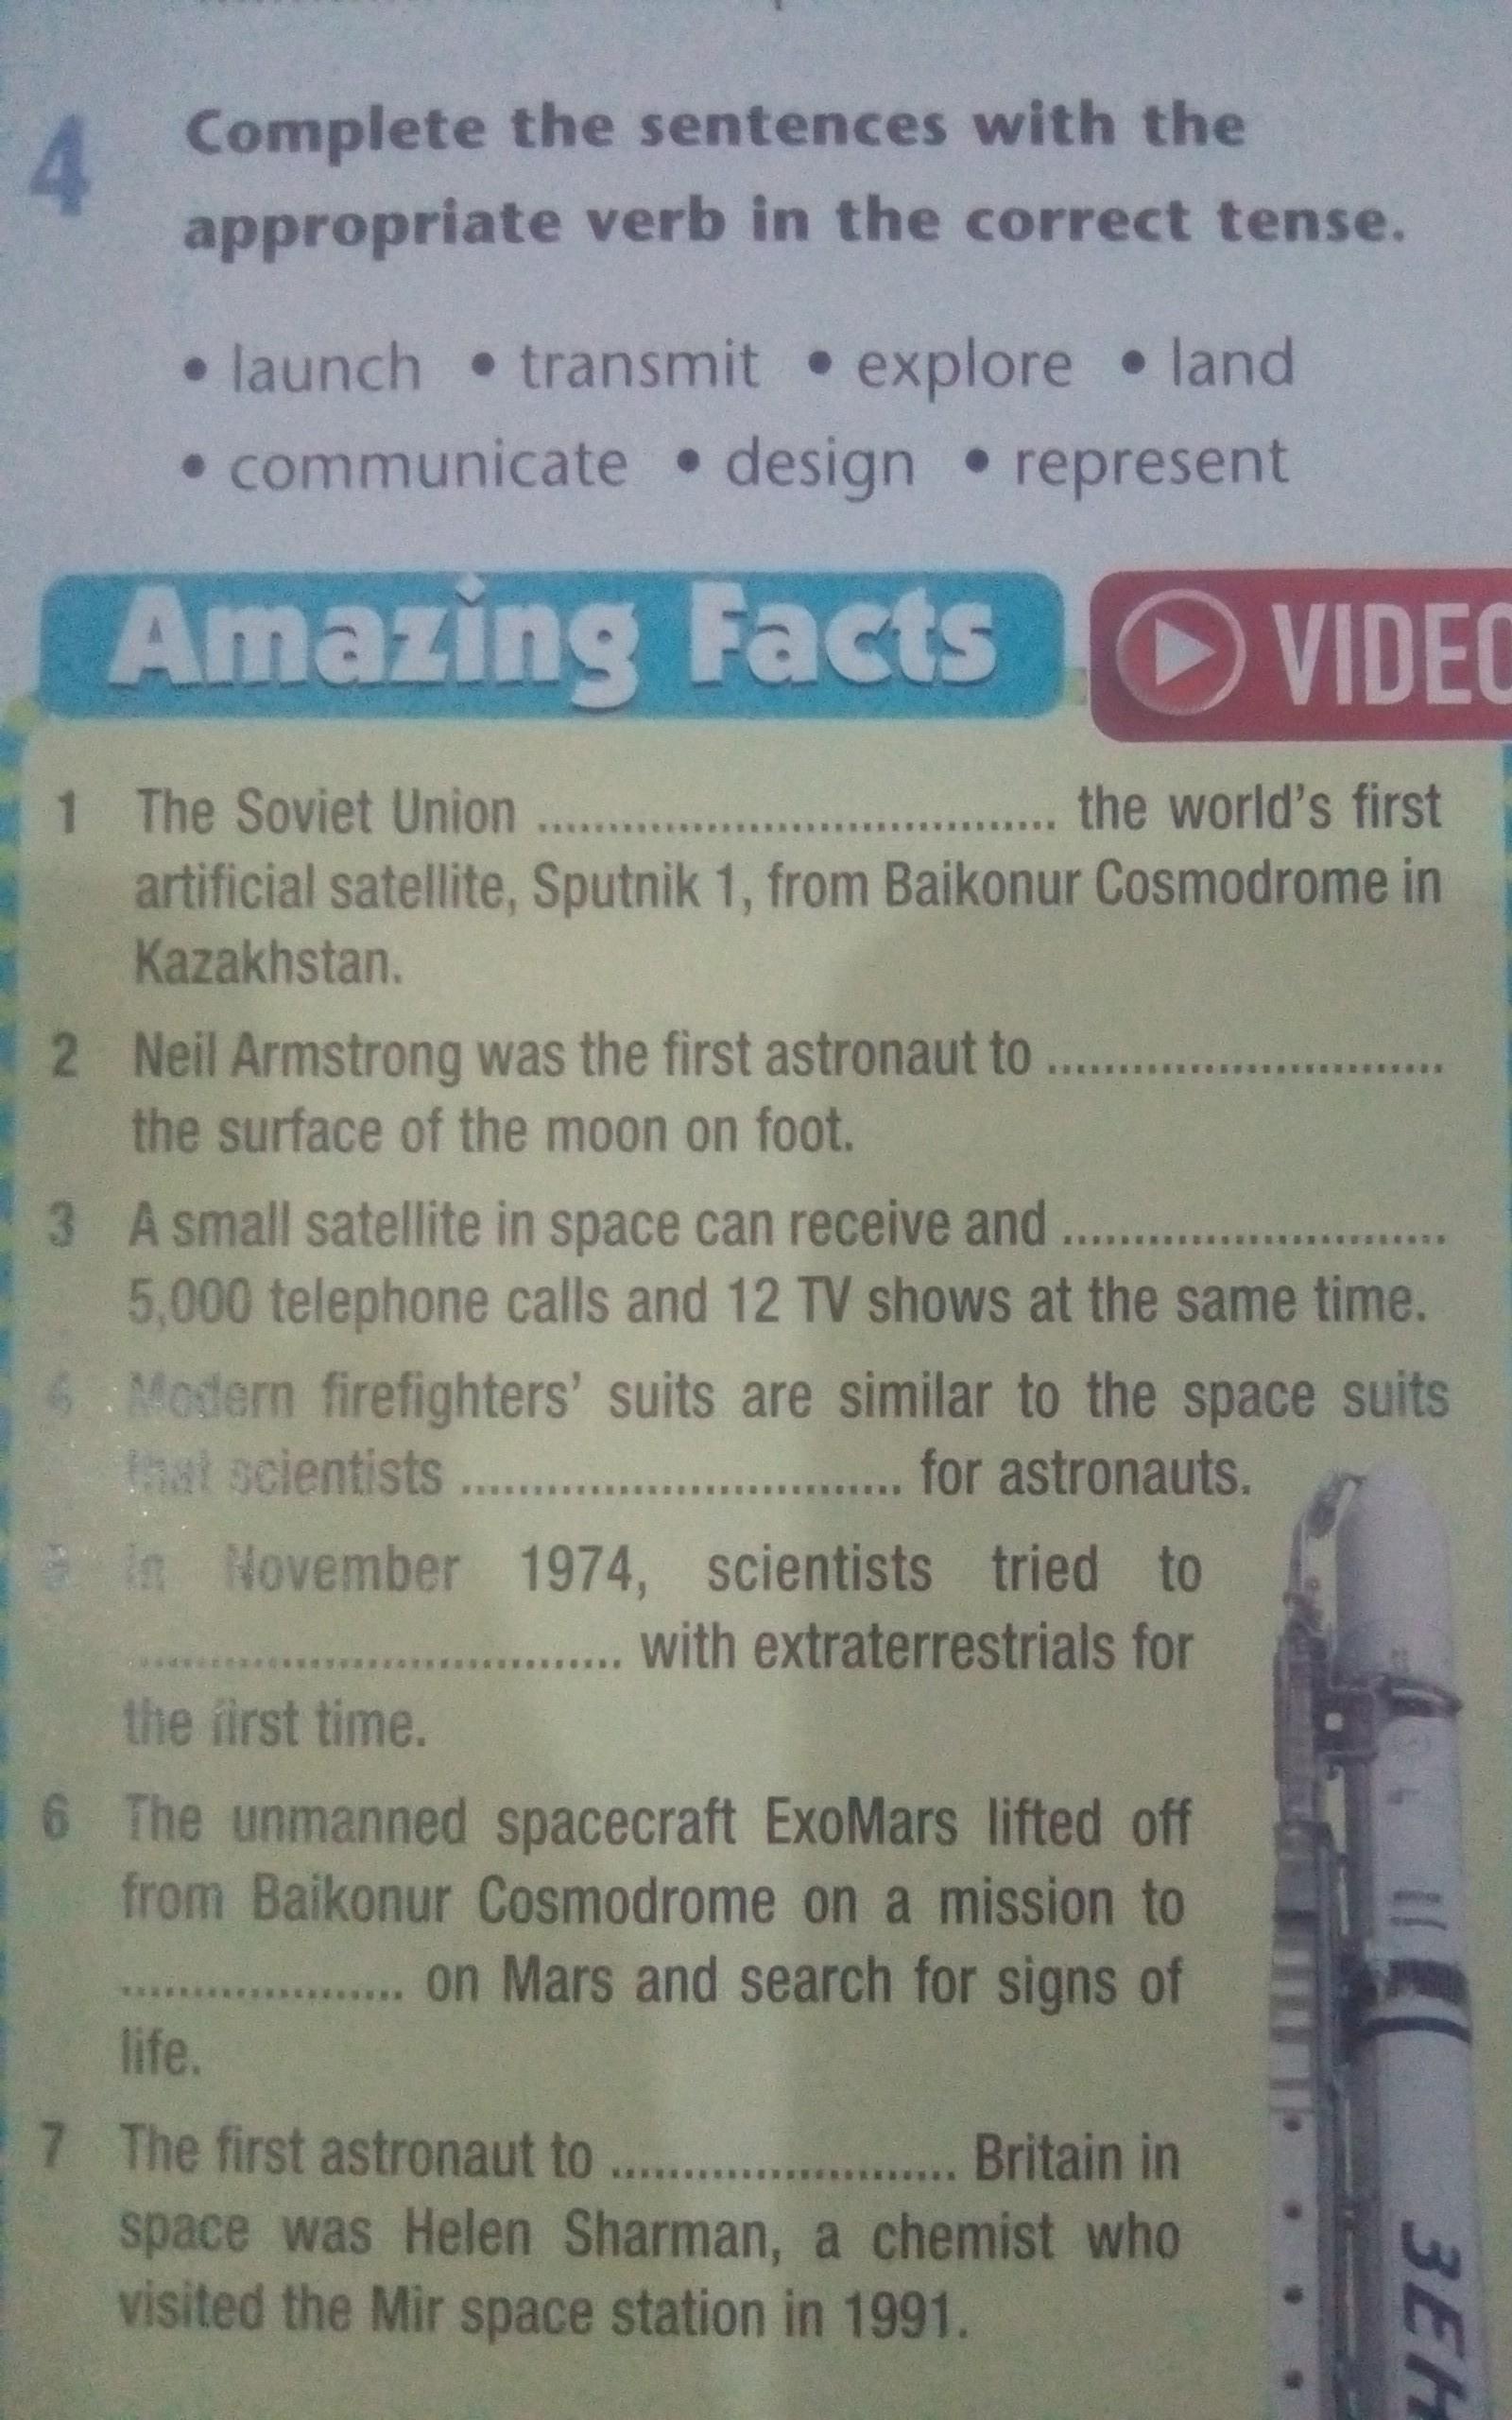 4 Complete the sentences with the
appropriate verb in the correct tense.
• launch • transmit • explore • land
• communicate • design • represent
Amazing Facts VIDEO
1 The Soviet Union .................................... the world's first
artificial satellite, Sputnik 1, from Baikonur Cosmodrome in
Kazakhstan.
2 Neil Armstrong was the first astronaut to ............................
the surface of the moon on foot.
3 A small satellite in space can receive and ...........................
5,000 telephone calls and 12 TV shows at the same time.
4 Modern firefighters' suits are similar to the space suits
that scientists ............................... for astronauts.
5 In November 1974, scientists tried to
.................................. with extraterrestrials for
the first time.
6 The unmanned spacecraft ExoMars lifted off
from Baikonur Cosmodrome on a mission to
.................... on Mars and search for signs of
life.
7 The first astronaut to ........................ Britain in
space was Helen Sharman, a chemist who
visited the Mir space station in 1991.
ЗЕН